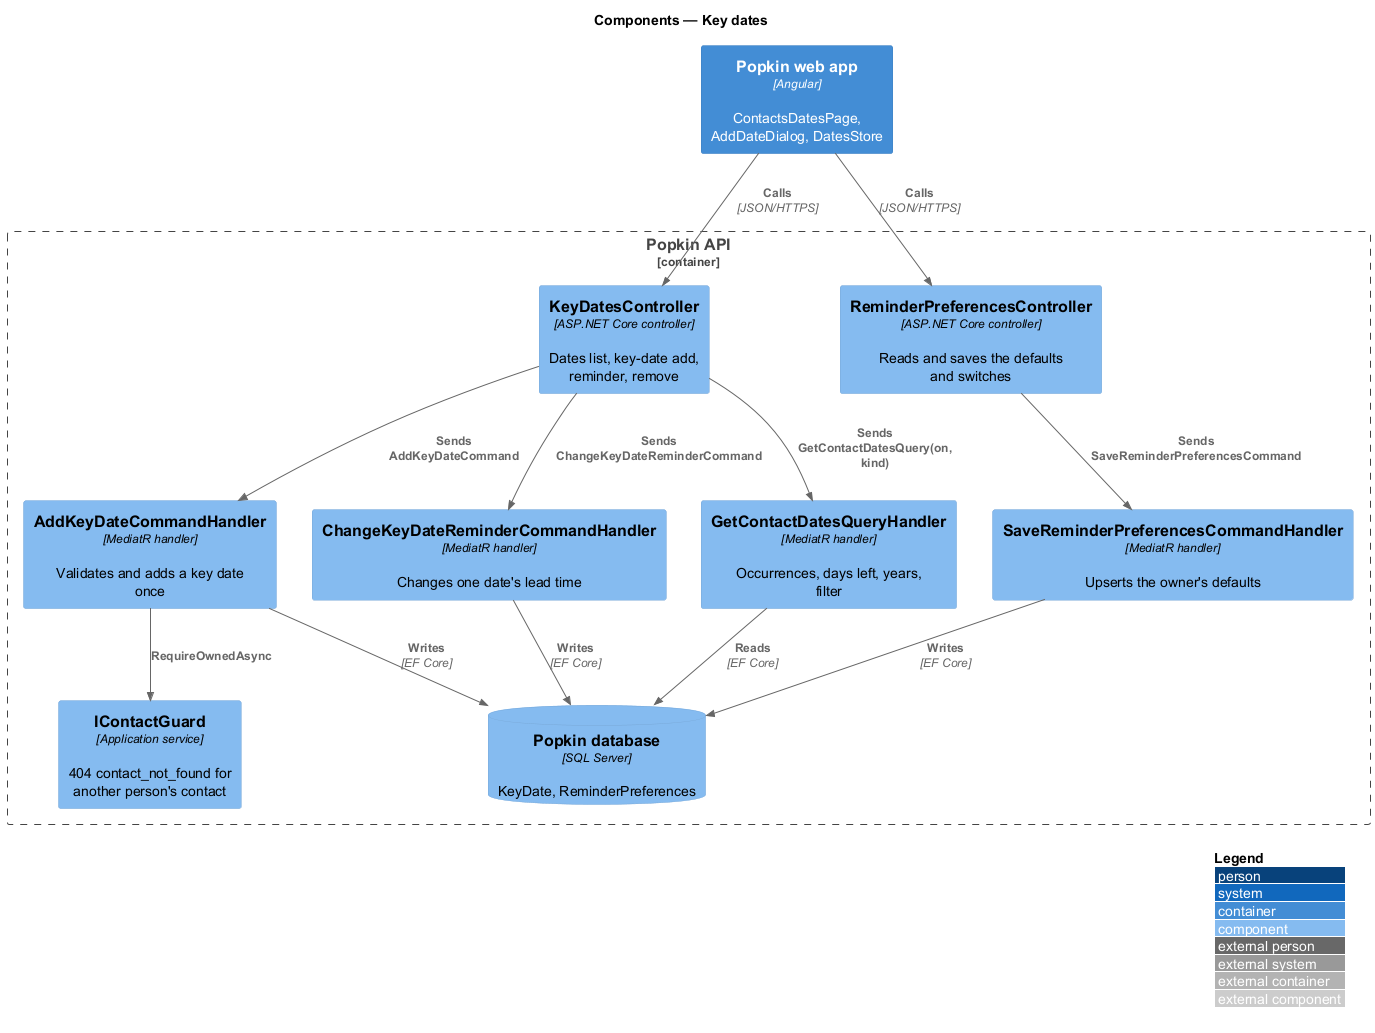 Components — Key dates
Popkin web app
[Angular]
ContactsDatesPage,
AddDateDialog, DatesStore
Calls
[JSON/HTTPS]
Calls
[JSON/HTTPS]
Popkin API
[container]
KeyDatesController
[ASP.NET Core controller]
Dates list, key-date add,
reminder, remove
ReminderPreferencesController
[ASP.NET Core controller]
Reads and saves the defaults
and switches
Sends
AddKeyDateCommand
Sends
ChangeKeyDateReminderCommand
Sends
GetContactDatesQuery(on,
kind)
Sends
SaveReminderPreferencesCommand
AddKeyDateCommandHandler
[MediatR handler]
Validates and adds a key date
once
ChangeKeyDateReminderCommandHandler
[MediatR handler]
Changes one date's lead time
GetContactDatesQueryHandler
[MediatR handler]
Occurrences, days left, years,
filter
SaveReminderPreferencesCommandHandler
[MediatR handler]
Upserts the owner's defaults
RequireOwnedAsync
Writes
[EF Core]
Writes
[EF Core]
Reads
[EF Core]
Writes
[EF Core]
IContactGuard
[Application service]
404 contact_not_found for
another person's contact
Popkin database
[SQL Server]
KeyDate, ReminderPreferences
Legend
person
system
container
component
external person
external system
external container
external component